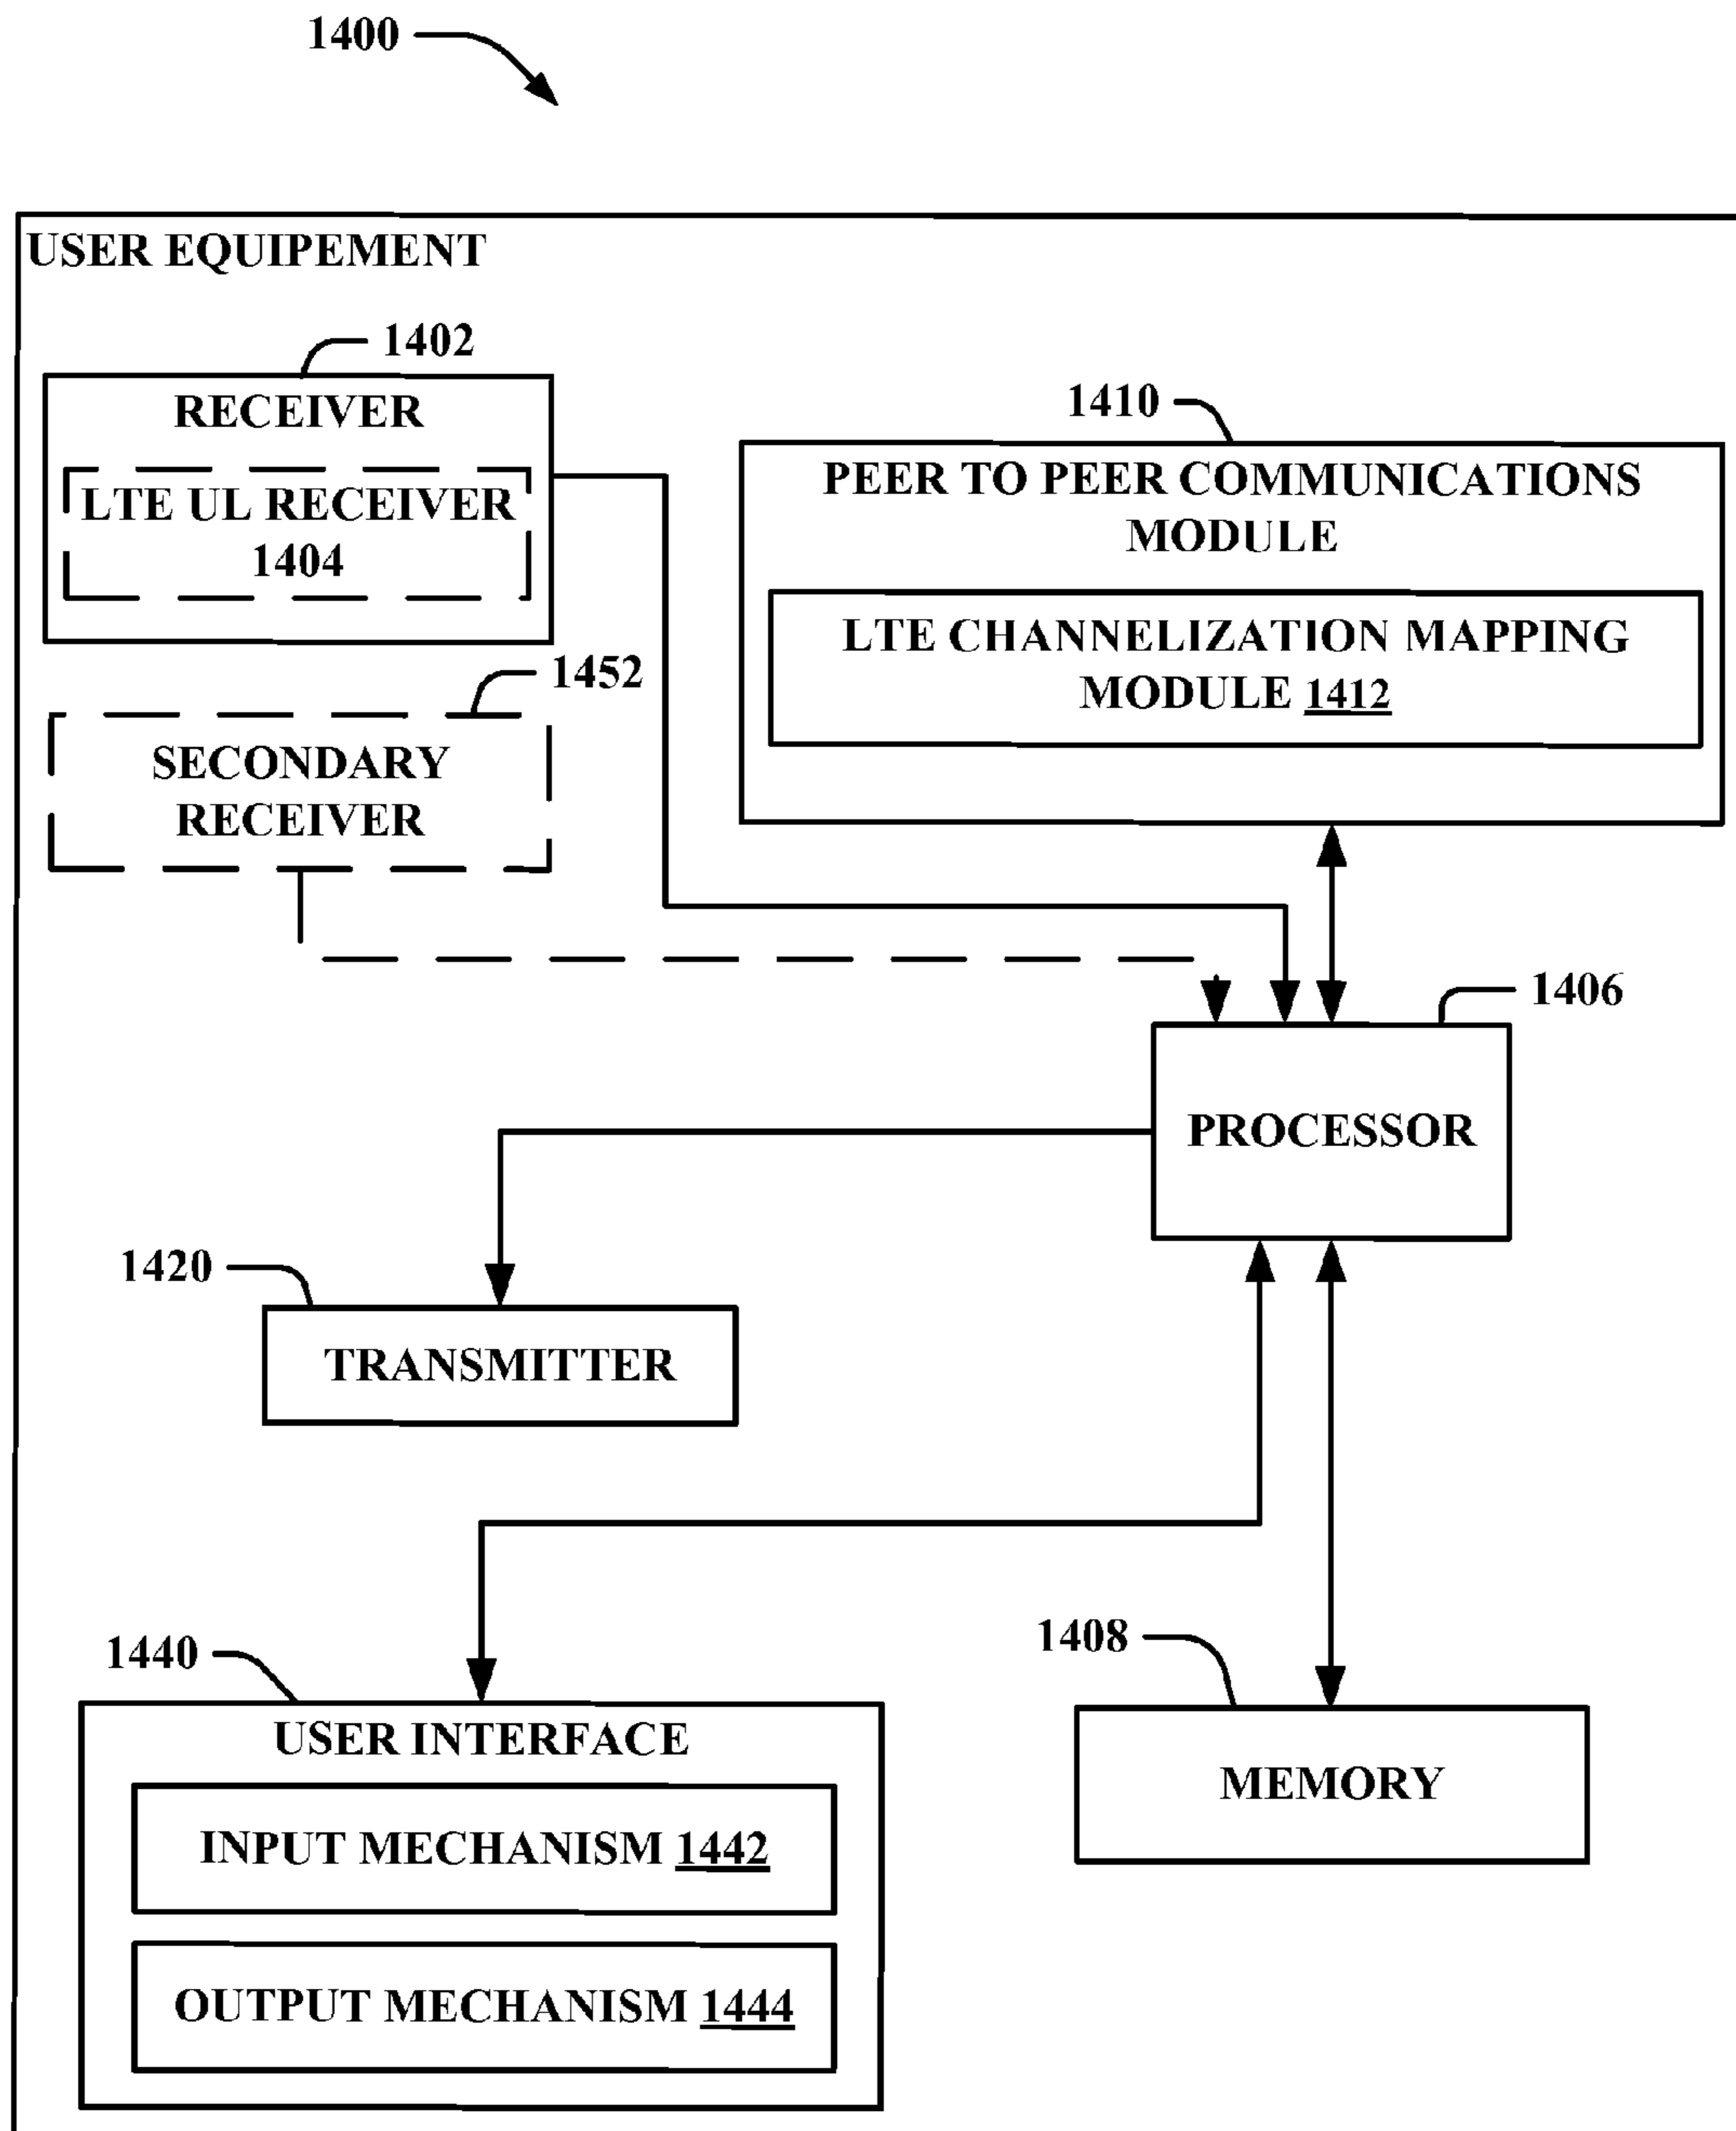 1400
USER EQUIPEMENT
1402
RECEIVER
LTE UL RECEIVER
1404
1410
PEER TO PEER COMMUNICATIONS
MODULE
LTE CHANNELIZATION MAPPING
MODULE 1412
1452
SECONDARY
RECEIVER
1406
PROCESSOR
1420
TRANSMITTER
1440
USER INTERFACE
INPUT MECHANISM 1442
OUTPUT MECHANISM 1444
1408
MEMORY